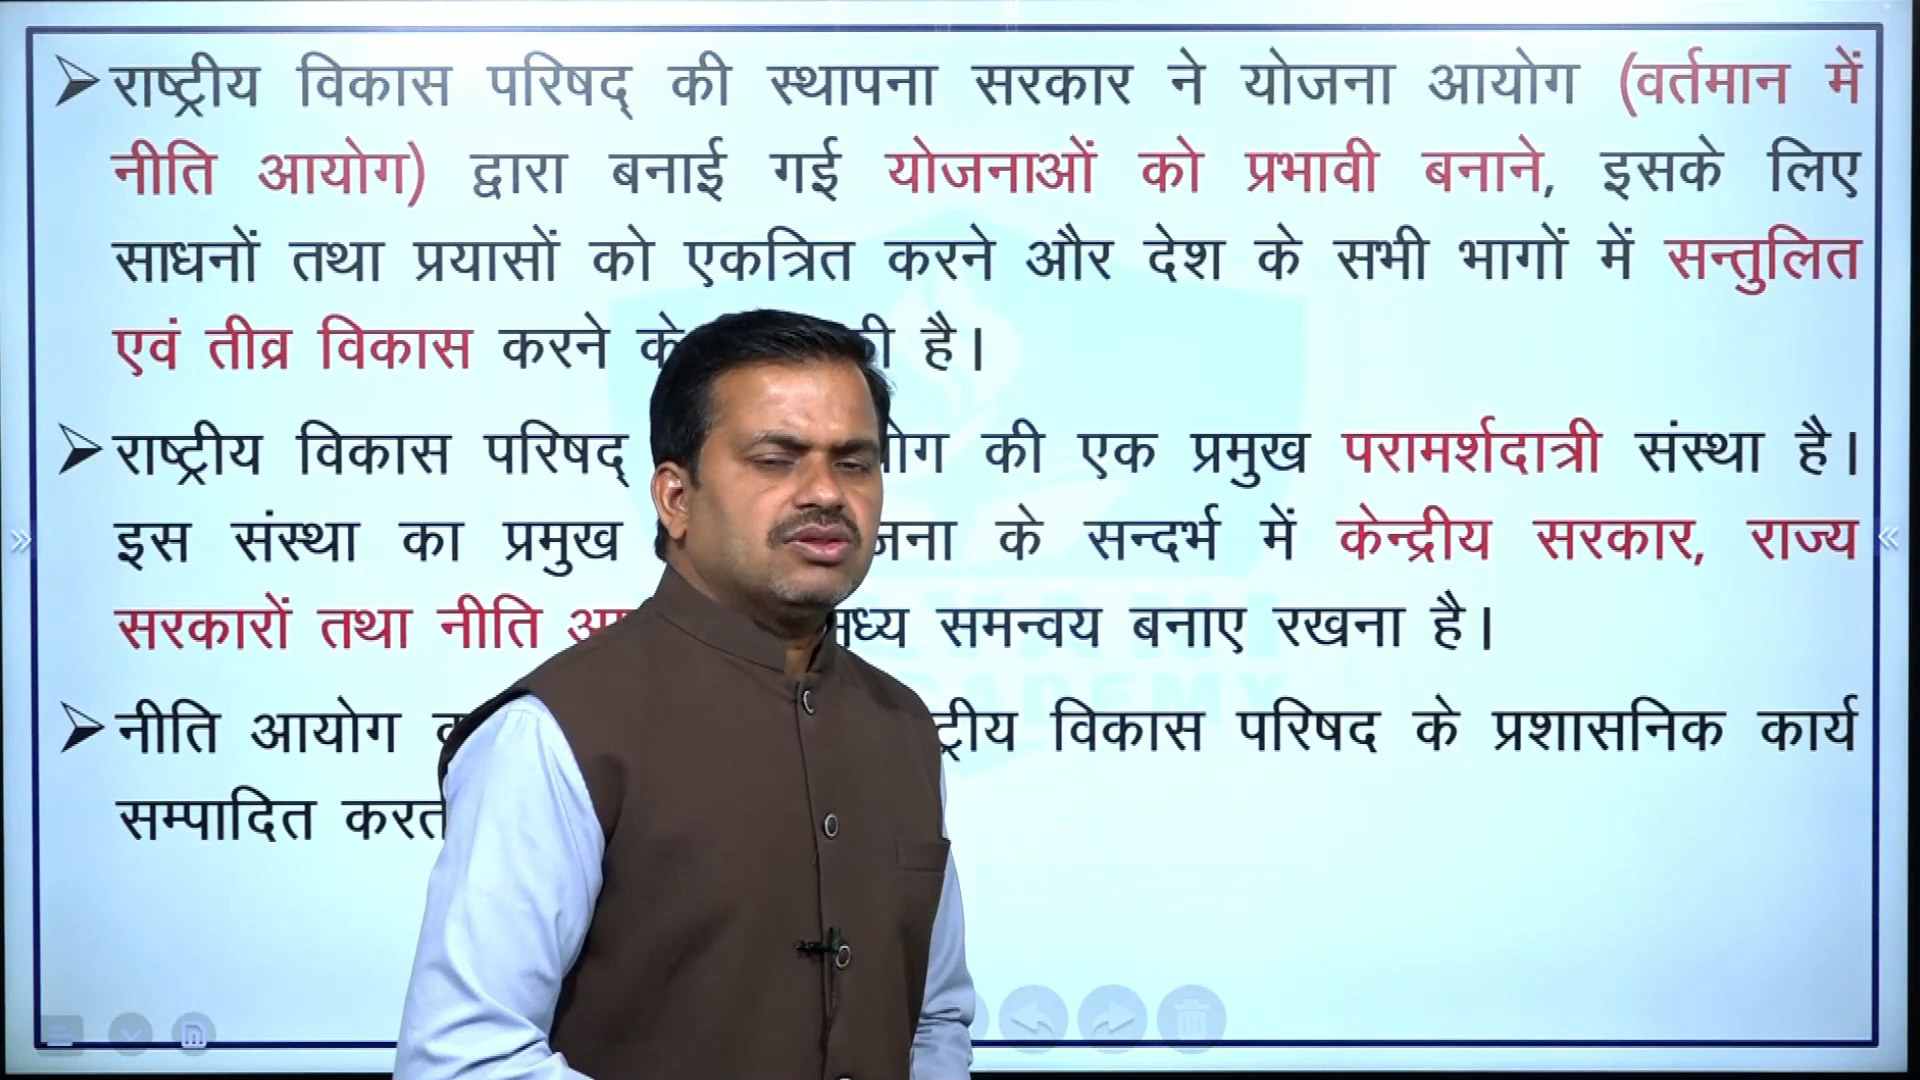 राष्ट्रीय विकास परिषद् की स्थापना सरकार ने योजना आयोग (वर्तमान में
नीति आयोग) द्वारा बनाई गई योजनाओं को प्रभावी बनाने, इसके लिए
साधनों तथा प्रयासों को एकत्रित करने और देश के सभी भागों में सन्तुलित
एवं तीव्र विकास करने है।
राष्ट्रीय विकास परिषद् की एक प्रमुख परामर्शदात्री संस्था है।
इस संस्था का प्रमुख के सन्दर्भ में केन्द्रीय सरकार, राज्य
सरकारों तथा नीति मध्य समन्वय बनाए रखना है।
नीति आयोग विकास परिषद के प्रशासनिक कार्य
सम्पादित